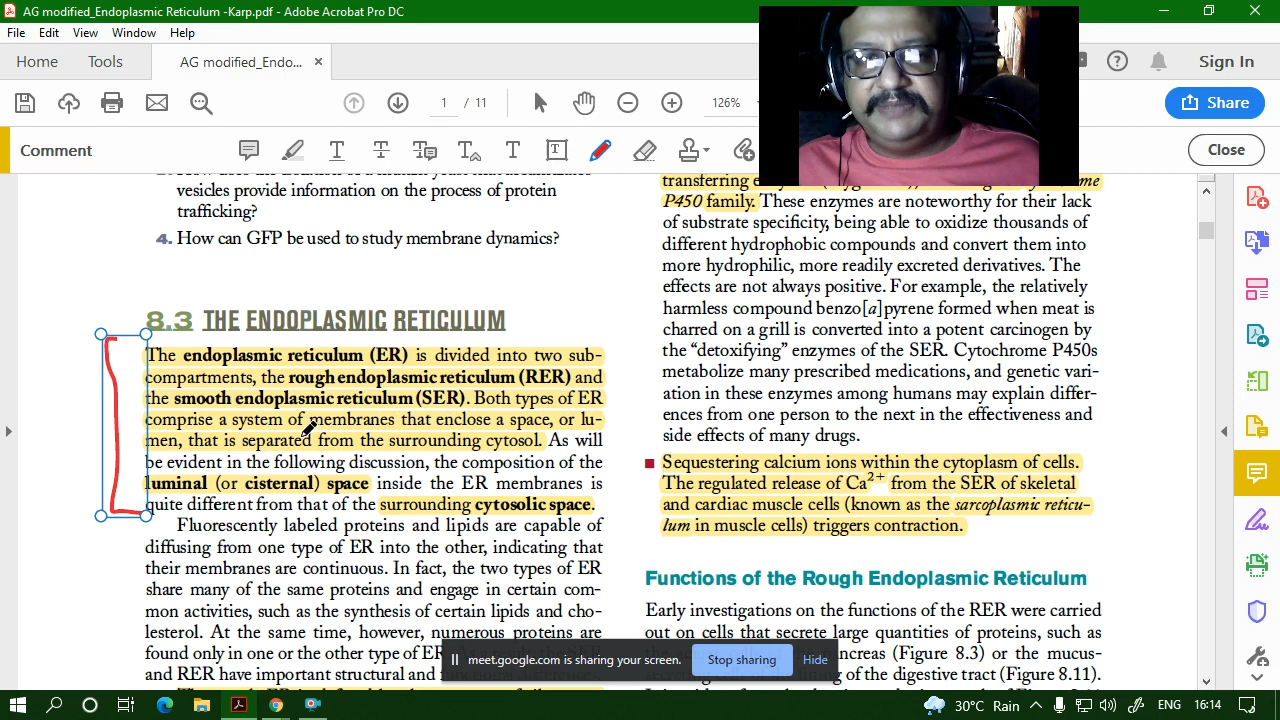 AG modified_Endoplasmic Reticulum -Karp.pdf - Adobe Acrobat Pro DC
File Edit View Window Help
Home Tools AG modified_Endo... × Sign In
1 / 11 126% Share
Comment Close
vesicles provide information on the process of protein
trafficking?
4. How can GFP be used to study membrane dynamics?
8.3 THE ENDOPLASMIC RETICULUM
The endoplasmic reticulum (ER) is divided into two sub-
compartments, the rough endoplasmic reticulum (RER) and
the smooth endoplasmic reticulum (SER). Both types of ER
comprise a system of membranes that enclose a space, or lu-
men, that is separated from the surrounding cytosol. As will
be evident in the following discussion, the composition of the
luminal (or cisternal) space inside the ER membranes is
quite different from that of the surrounding cytosolic space.
Fluorescently labeled proteins and lipids are capable of
diffusing from one type of ER into the other, indicating that
their membranes are continuous. In fact, the two types of ER
share many of the same proteins and engage in certain com-
mon activities, such as the synthesis of certain lipids and cho-
lesterol. At the same time, however, numerous proteins are
found only in one or the other type of ER.
and RER have important structural and
P450 family. These enzymes are noteworthy for their lack
of substrate specificity, being able to oxidize thousands of
different hydrophobic compounds and convert them into
more hydrophilic, more readily excreted derivatives. The
effects are not always positive. For example, the relatively
harmless compound benzo[a]pyrene formed when meat is
charred on a grill is converted into a potent carcinogen by
the “detoxifying” enzymes of the SER. Cytochrome P450s
metabolize many prescribed medications, and genetic vari-
ation in these enzymes among humans may explain differ-
ences from one person to the next in the effectiveness and
side effects of many drugs.
Sequestering calcium ions within the cytoplasm of cells.
The regulated release of Ca2+ from the SER of skeletal
and cardiac muscle cells (known as the sarcoplasmic reticu-
lum in muscle cells) triggers contraction.
Functions of the Rough Endoplasmic Reticulum
Early investigations on the functions of the RER were carried
out on cells that secrete large quantities of proteins, such as
pancreas (Figure 8.3) or the mucus-
of the digestive tract (Figure 8.11).
meet.google.com is sharing your screen. Stop sharing Hide
30°C Rain ENG 16:14